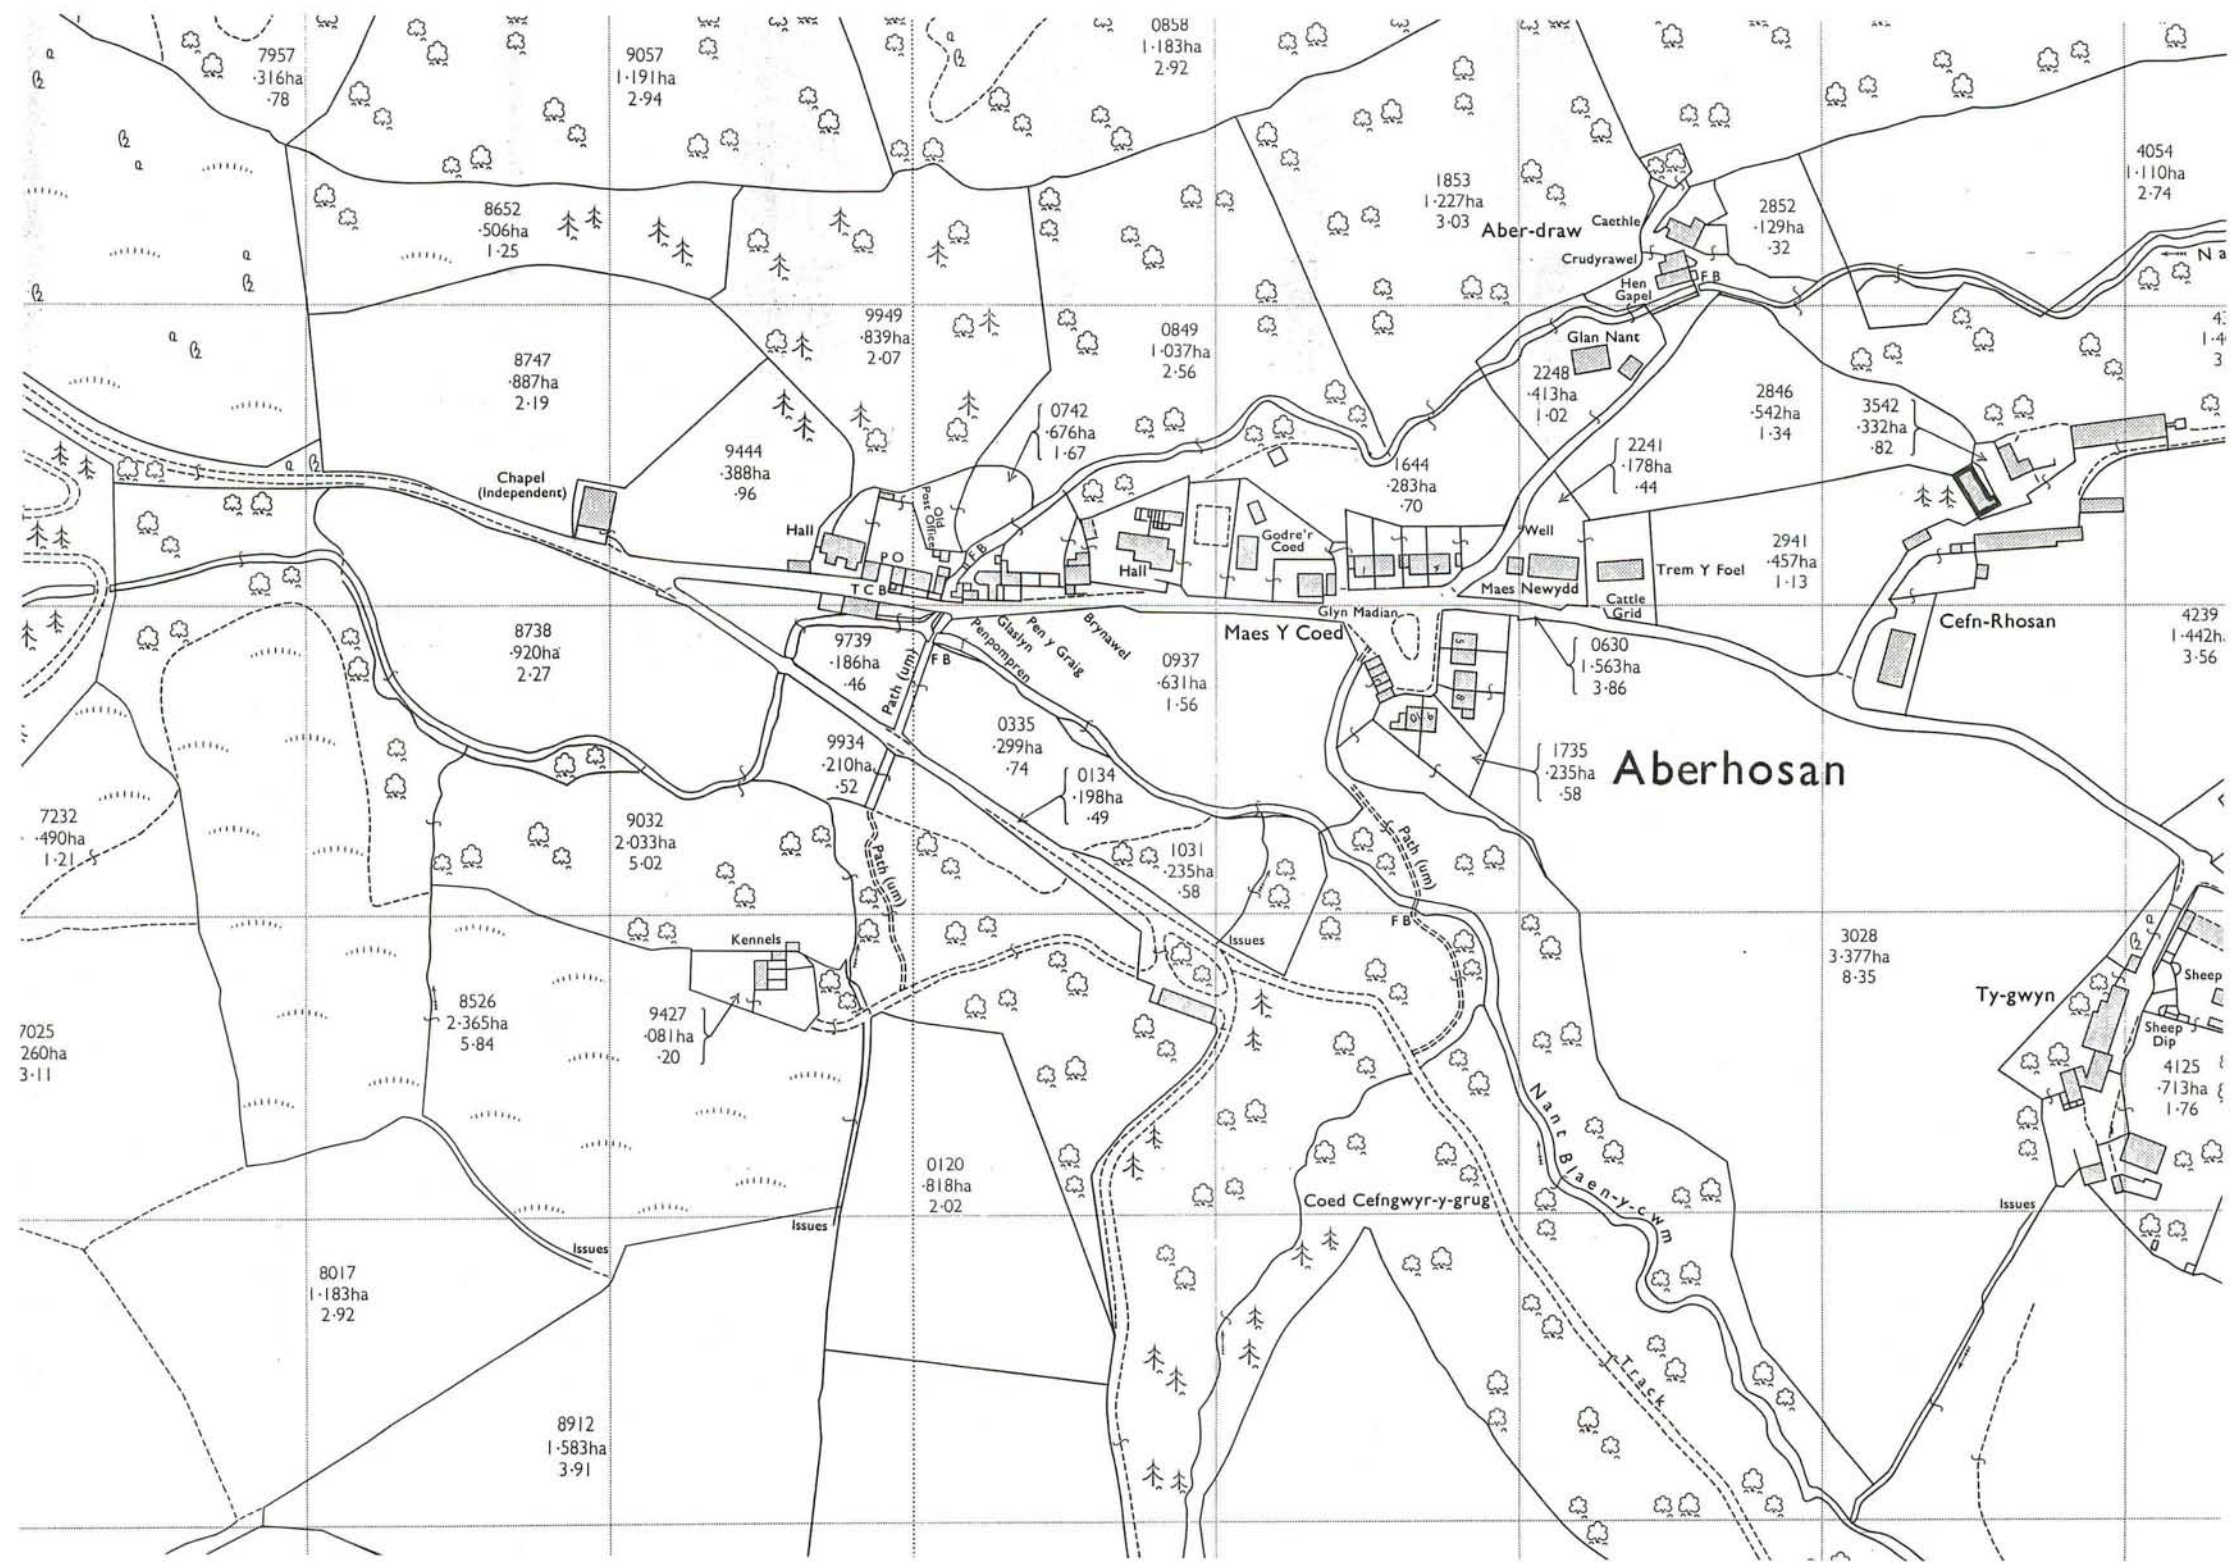 7957
·316ha
·78
9057
1·191ha
2·94
0858
1·183ha
2·92
4054
1·110ha
2·74
1853
1·227ha
3·03
8652
·506ha
1·25
2852
·129ha
·32
Aber-draw
Caethle
Crudyrawel
Hen
Gapel
F B
Na
9949
·839ha
2·07
0849
1·037ha
2·56
8747
·887ha
2·19
Glan Nant
2248
·413ha
1·02
2846
·542ha
1·34
3542
·332ha
·82
0742
·676ha
1·67
9444
·388ha
·96
2241
·178ha
·44
1644
·283ha
·70
Chapel
(Independent)
Hall
Old
Post Office
P O
T C B
F B
Hall
Godre'r
Coed
Well
Maes Newydd
Trem Y Foel
2941
·457ha
1·13
Cattle
Grid
Glyn Madian
Maes Y Coed
Cefn-Rhosan
4239
1·442h
3·56
8738
·920ha
2·27
9739
·186ha
·46
Path (um)
F B
Penpompren
Glaslyn
Pen y Graig
Brynawel
0937
·631ha
1·56
0630
1·563ha
3·86
5
8
9
10
0335
·299ha
·74
9934
·210ha
·52
0134
·198ha
·49
1735
·235ha
·58
Aberhosan
7232
·490ha
1·21
9032
2·033ha
5·02
Path (um)
1031
·235ha
·58
Path (um)
F B
Issues
Kennels
3028
3·377ha
8·35
Ty-gwyn
Sheep
Sheep
Dip
4125
·713ha
1·76
7025
260ha
3·11
8526
2·365ha
5·84
9427
·081ha
·20
Nant Blaen-y-cwm
0120
·818ha
2·02
Coed Cefngwyr-y-grug
Issues
Issues
Issues
8017
1·183ha
2·92
Track
8912
1·583ha
3·91